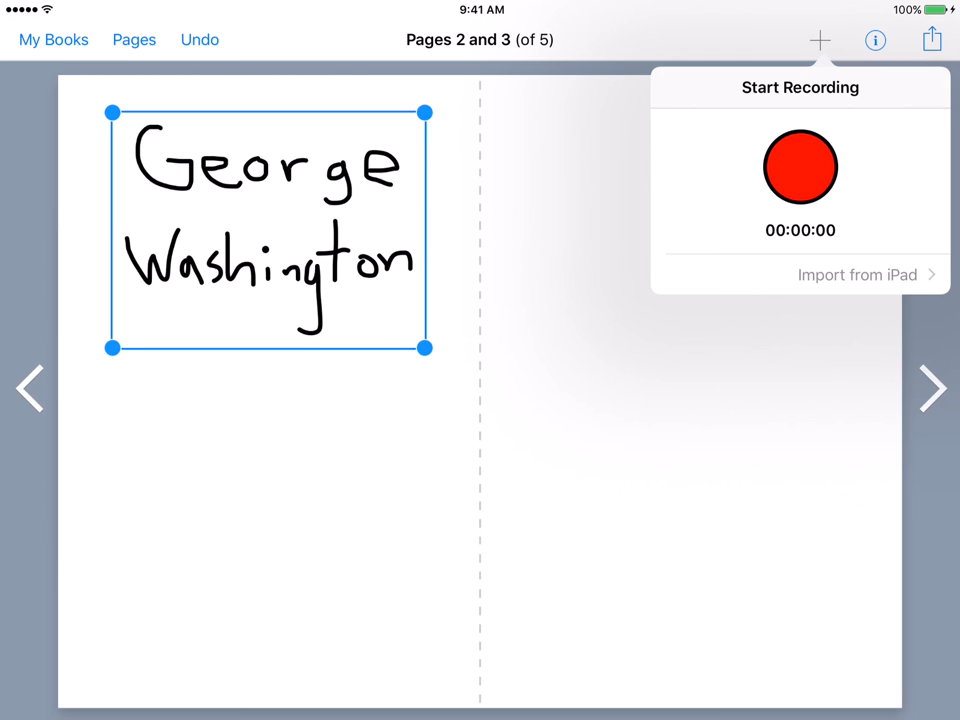 9:41 AM
100%
My Books
Pages
Undo
Pages 2 and 3 (of 5)
Start Recording
00:00:00
Import from iPad
George
Washington